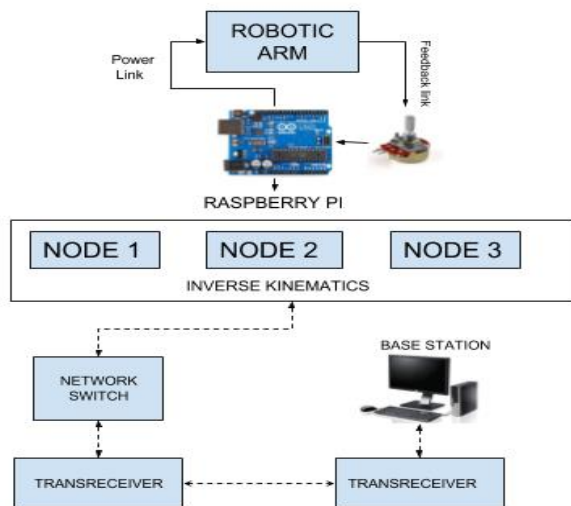 ROBOTIC
ARM
Power
Link
Feedback link
RASPBERRY PI
NODE 1
NODE 2
NODE 3
INVERSE KINEMATICS
BASE STATION
NETWORK
SWITCH
TRANSRECEIVER
TRANSRECEIVER